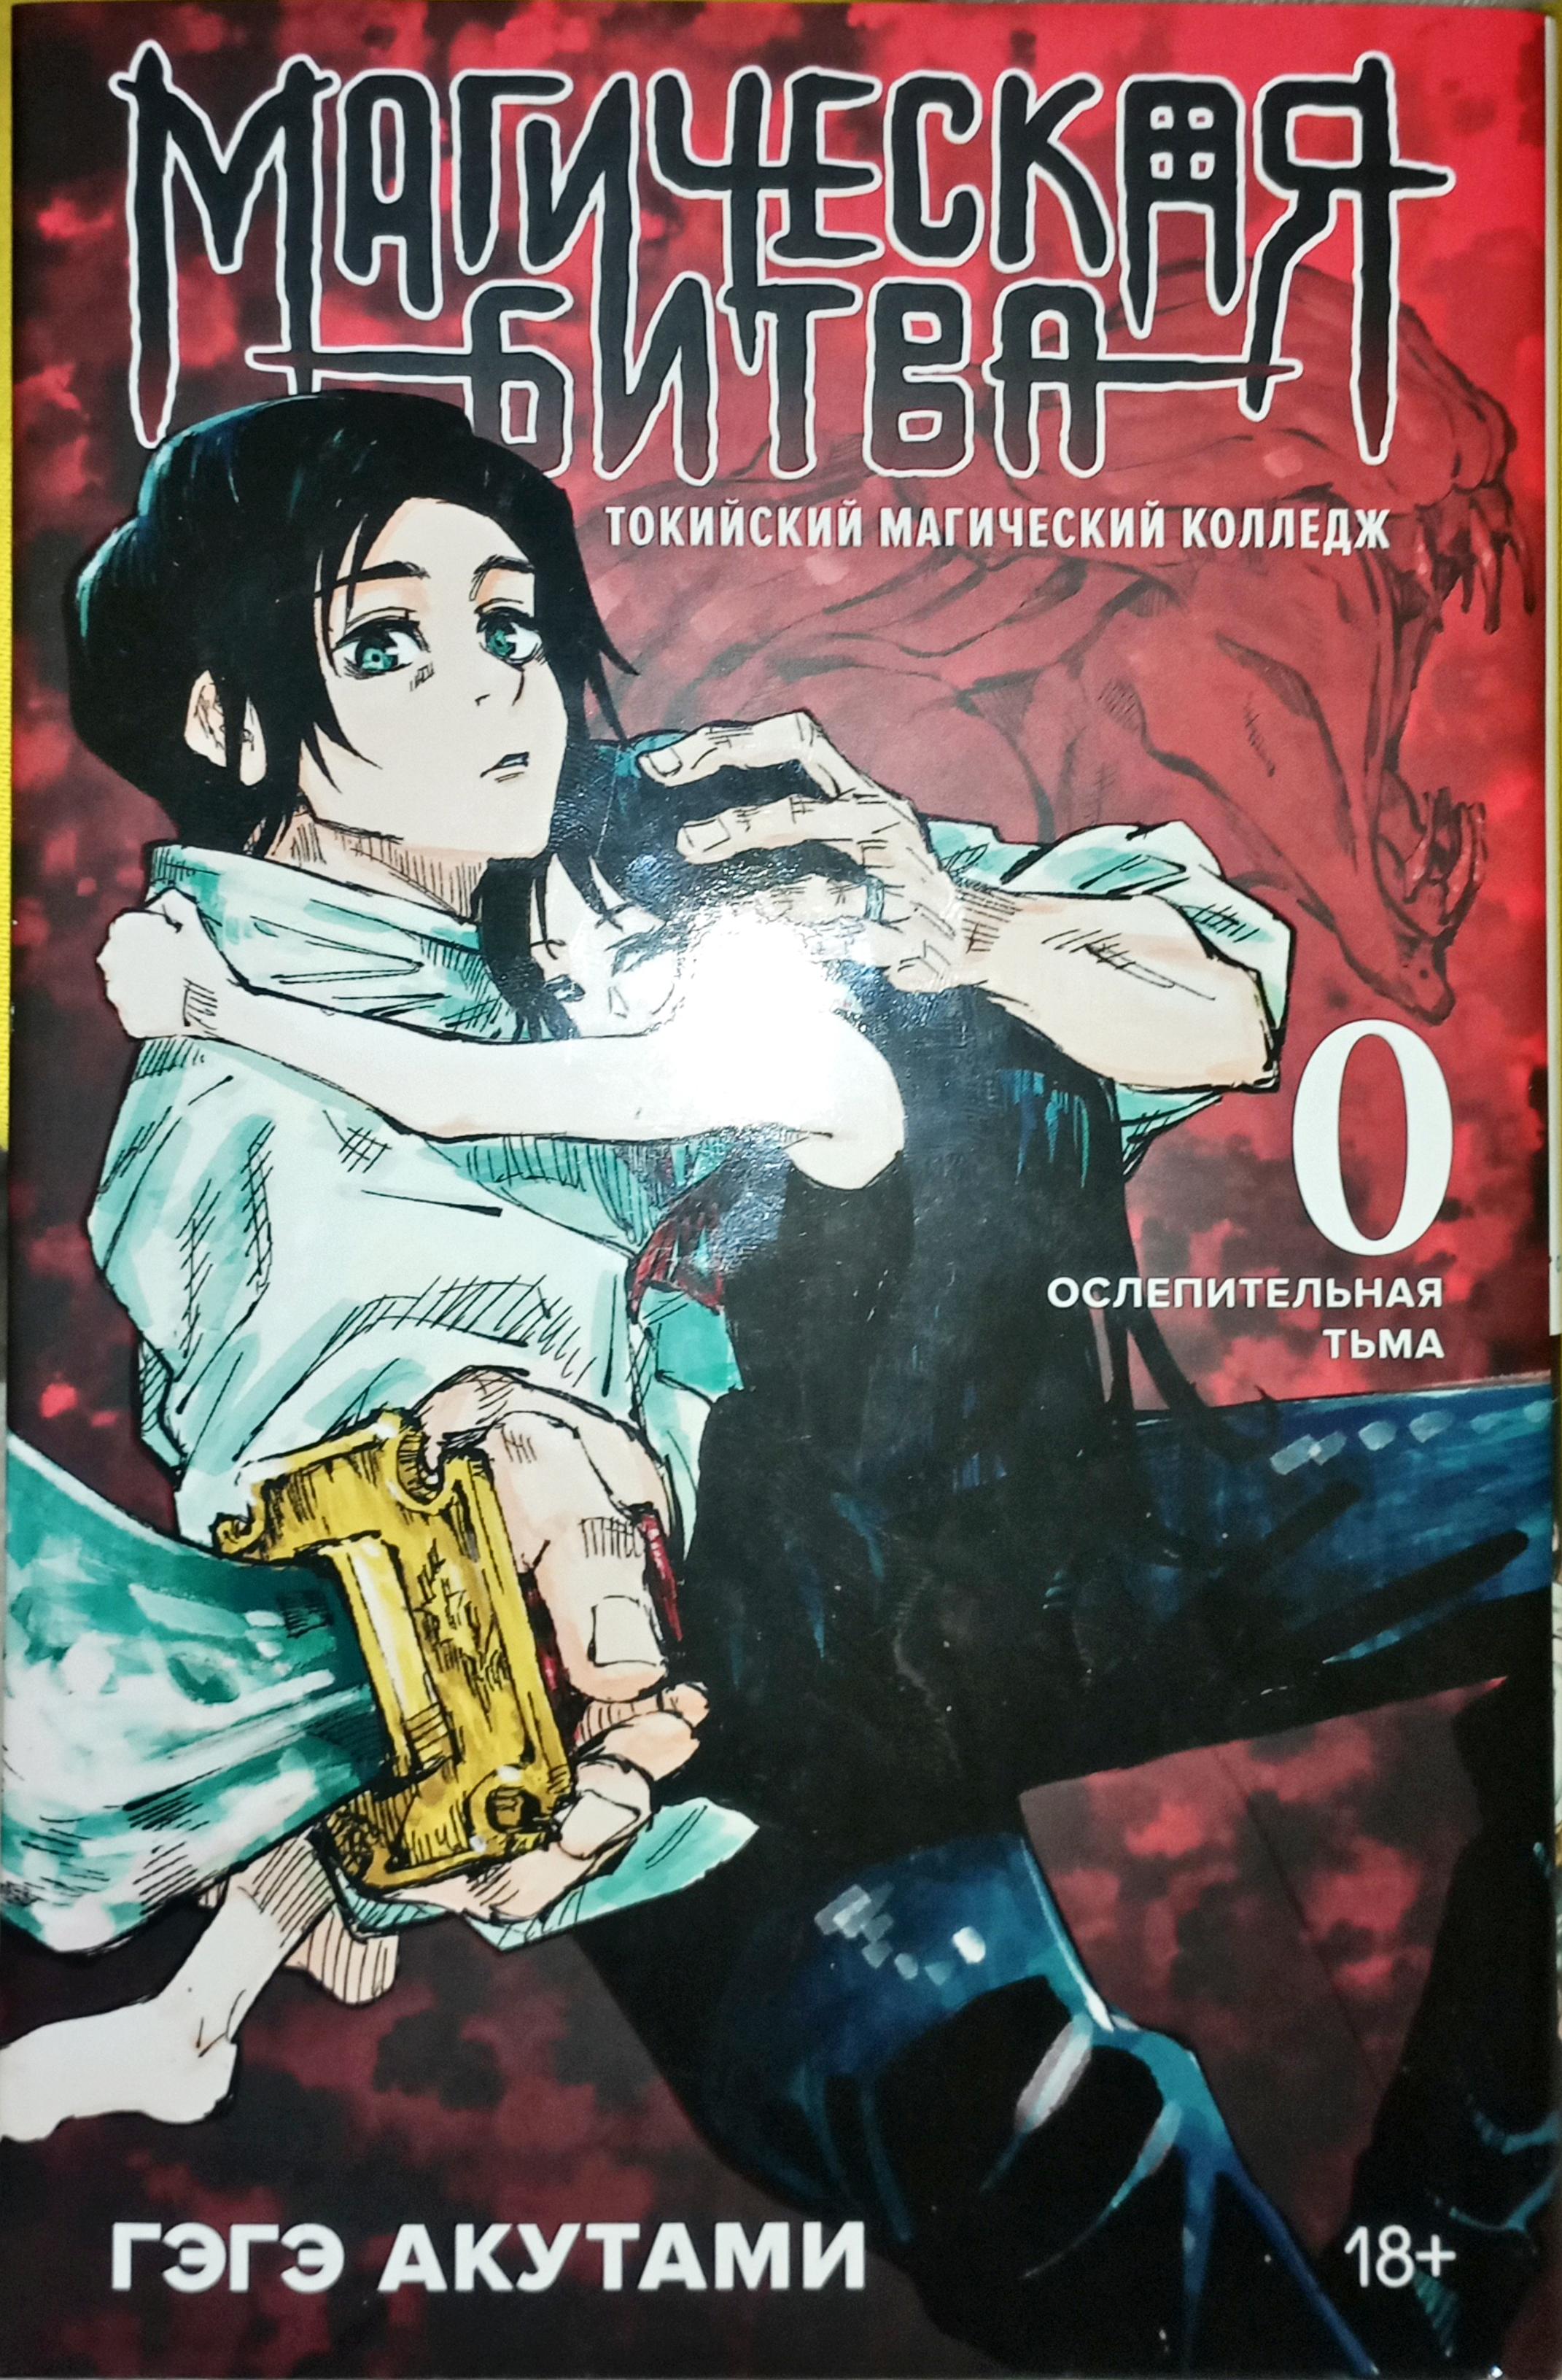 МАГИЧЕСКАЯ
БИТВА
ТОКИЙСКИЙ МАГИЧЕСКИЙ КОЛЛЕДЖ
0
ОСЛЕПИТЕЛЬНАЯ
ТЬМА
ГЭГЭ АКУТАМИ
18+